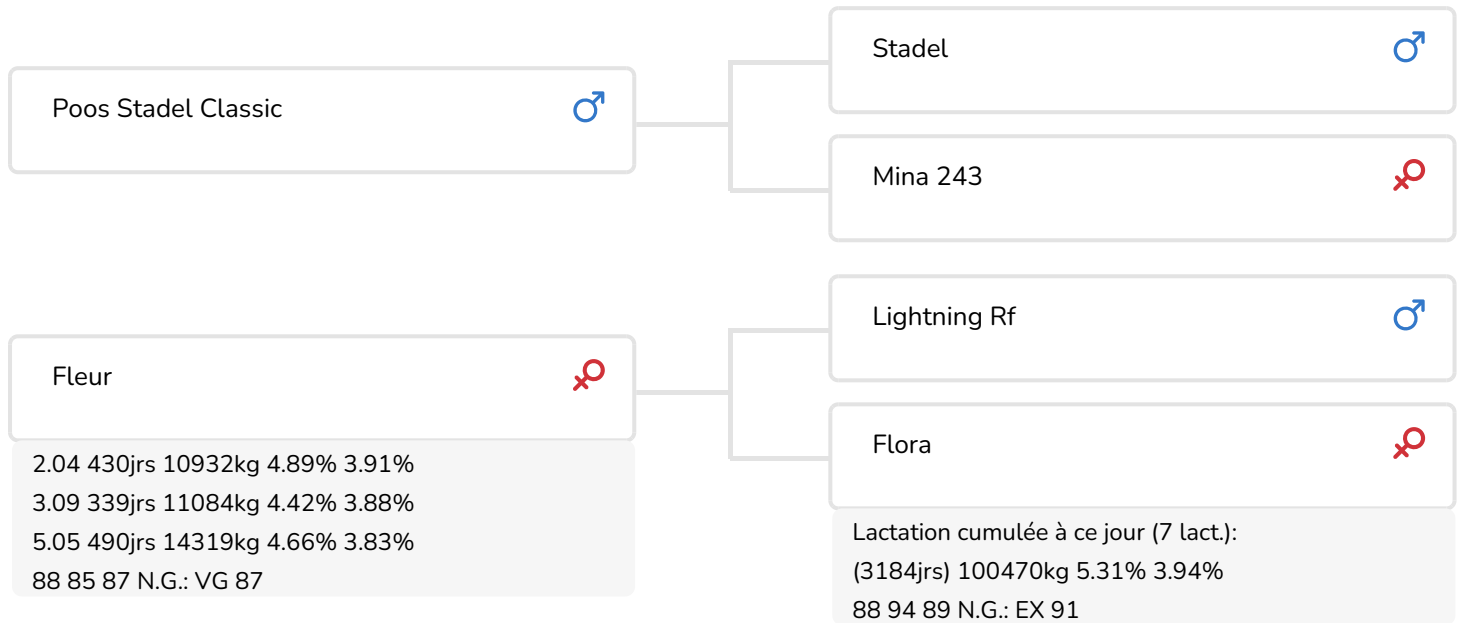 Stadel
Poos Stadel Classic
Mina 243
Lightning Rf
Fleur
2.04 430jrs 10932kg 4.89% 3.91%
3.09 339jrs 11084kg 4.42% 3.88%
5.05 490jrs 14319kg 4.66% 3.83%
88 85 87 N.G.: VG 87
Flora
Lactation cumulée à ce jour (7 lact.):
(3184jrs) 100470kg 5.31% 3.94%
88 94 89 N.G.: EX 91